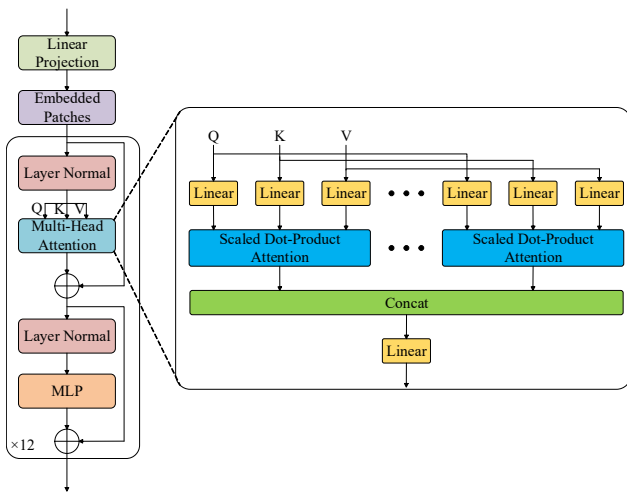 Linear
Projection
Embedded
Patches
Layer Normal
Q K V
Multi-Head
Attention
Layer Normal
MLP
×12
Q K V
Linear Linear Linear Linear Linear Linear
Scaled Dot-Product
Attention
Scaled Dot-Product
Attention
Concat
Linear